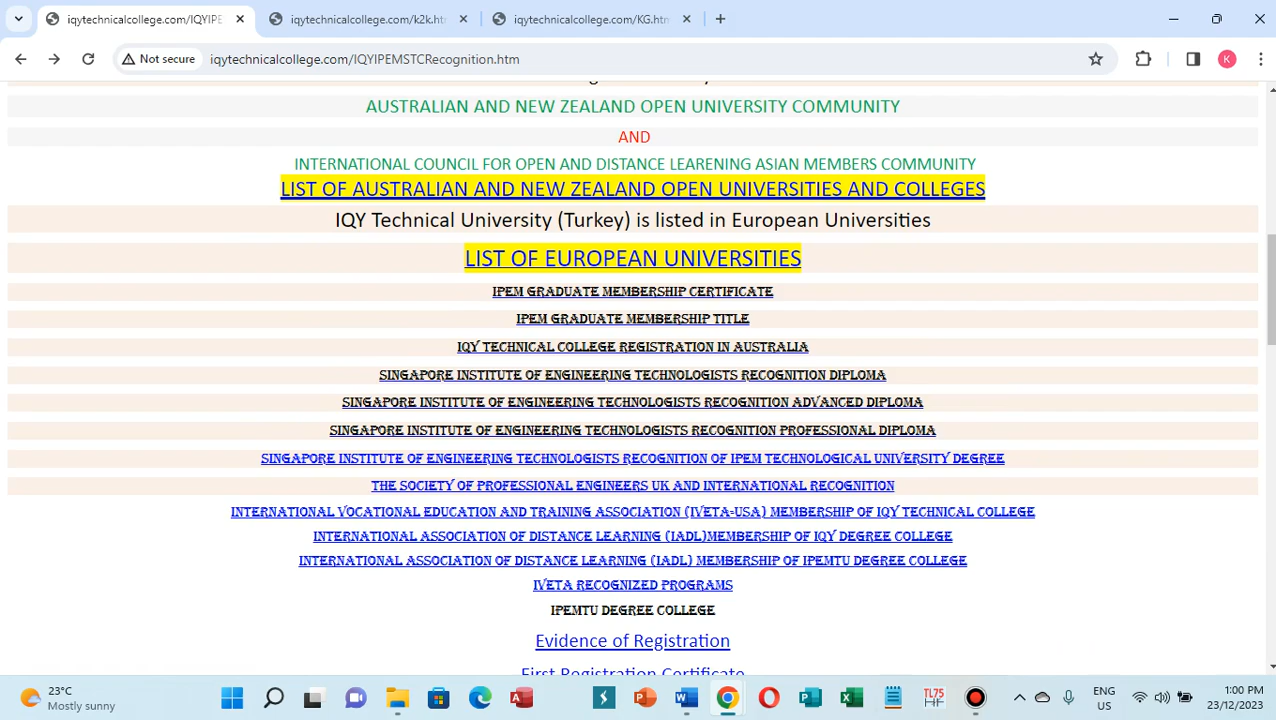 iqytechnicalcollege.com/IQYIPE
iqytechnicalcollege.com/k2k.htm
iqytechnicalcollege.com/KG.htm
Not secure
iqytechnicalcollege.com/IQYIPEMSTCRecognition.htm
K
AUSTRALIAN AND NEW ZEALAND OPEN UNIVERSITY COMMUNITY
AND
INTERNATIONAL COUNCIL FOR OPEN AND DISTANCE LEARENING ASIAN MEMBERS COMMUNITY
LIST OF AUSTRALIAN AND NEW ZEALAND OPEN UNIVERSITIES AND COLLEGES
IQY Technical University (Turkey) is listed in European Universities
LIST OF EUROPEAN UNIVERSITIES
IPEM GRADUATE MEMBERSHIP CERTIFICATE
IPEM GRADUATE MEMBERSHIP TITLE
IQY TECHNICAL COLLEGE REGISTRATION IN AUSTRALIA
SINGAPORE INSTITUTE OF ENGINEERING TECHNOLOGISTS RECOGNITION DIPLOMA
SINGAPORE INSTITUTE OF ENGINEERING TECHNOLOGISTS RECOGNITION ADVANCED DIPLOMA
SINGAPORE INSTITUTE OF ENGINEERING TECHNOLOGISTS RECOGNITION PROFESSIONAL DIPLOMA
SINGAPORE INSTITUTE OF ENGINEERING TECHNOLOGISTS RECOGNITION OF IPEM TECHNOLOGICAL UNIVERSITY DEGREE
THE SOCIETY OF PROFESSIONAL ENGINEERS UK AND INTERNATIONAL RECOGNITION
INTERNATIONAL VOCATIONAL EDUCATION AND TRAINING ASSOCIATION (IVETA-USA) MEMBERSHIP OF IQY TECHNICAL COLLEGE
INTERNATIONAL ASSOCIATION OF DISTANCE LEARNING (IADL)MEMBERSHIP OF IQY DEGREE COLLEGE
INTERNATIONAL ASSOCIATION OF DISTANCE LEARNING (IADL) MEMBERSHIP OF IPEMTU DEGREE COLLEGE
IVETA RECOGNIZED PROGRAMS
IPEMTU DEGREE COLLEGE
Evidence of Registration
First Registration Certificate
23°C
Mostly sunny
TL75
ENG
US
1:00 PM
23/12/2023